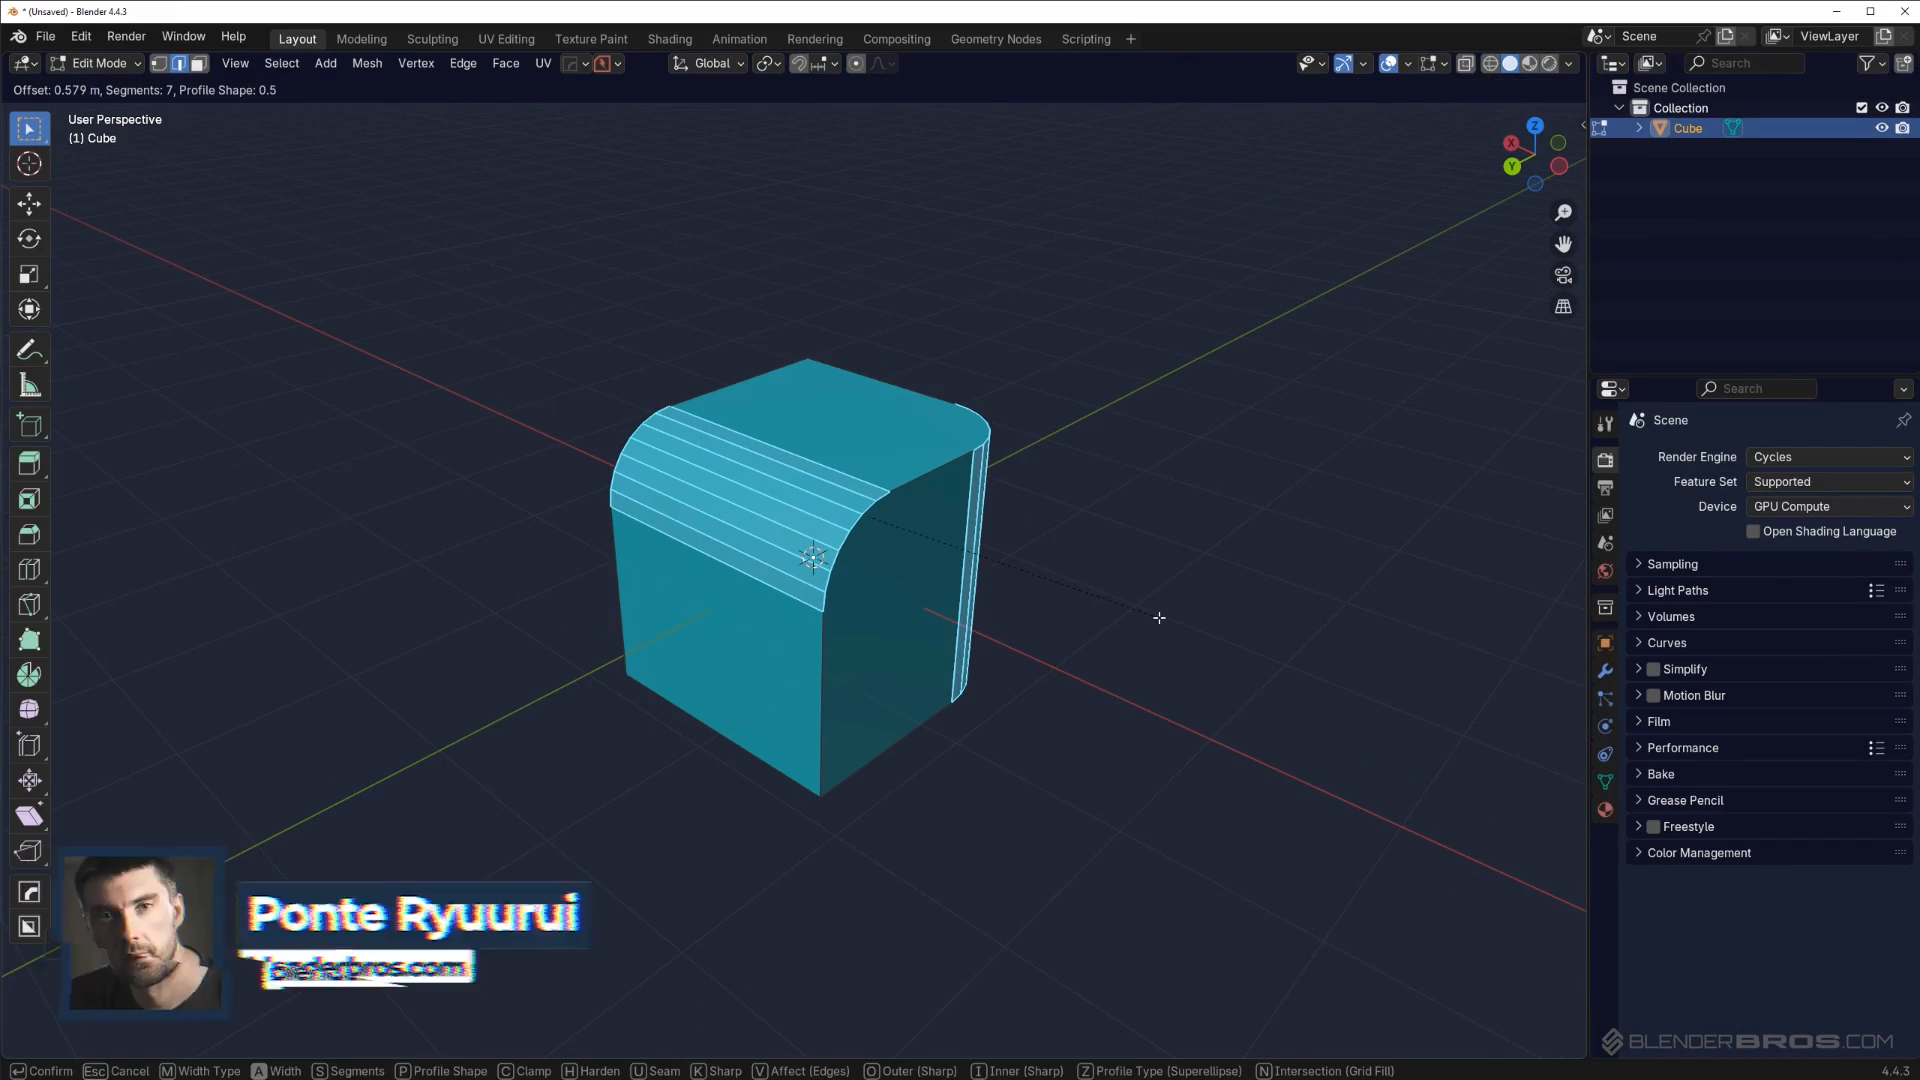 * (Unsaved) - Blender 4.4.3
File Edit Render Window Help Layout Modeling Sculpting UV Editing Texture Paint Shading Animation Rendering Compositing Geometry Nodes Scripting + Scene ViewLayer
Edit Mode View Select Add Mesh Vertex Edge Face UV Global Search
Offset: 0.579 m, Segments: 7, Profile Shape: 0.5
Scene Collection
Collection
Cube
User Perspective
(1) Cube
Z
X
Y
Search
Scene
Render Engine Cycles
Feature Set Supported
Device GPU Compute
Open Shading Language
Sampling
Light Paths
Volumes
Curves
Simplify
Motion Blur
Film
Performance
Bake
Grease Pencil
Freestyle
Color Management
Ponte Ryuurui
BLENDERBROS.COM
Confirm Esc Cancel M Width Type A Width S Segments P Profile Shape C Clamp H Harden U Seam K Sharp V Affect (Edges) O Outer (Sharp) I Inner (Sharp) Z Profile Type (Superellipse) N Intersection (Grid Fill) 4.4.3